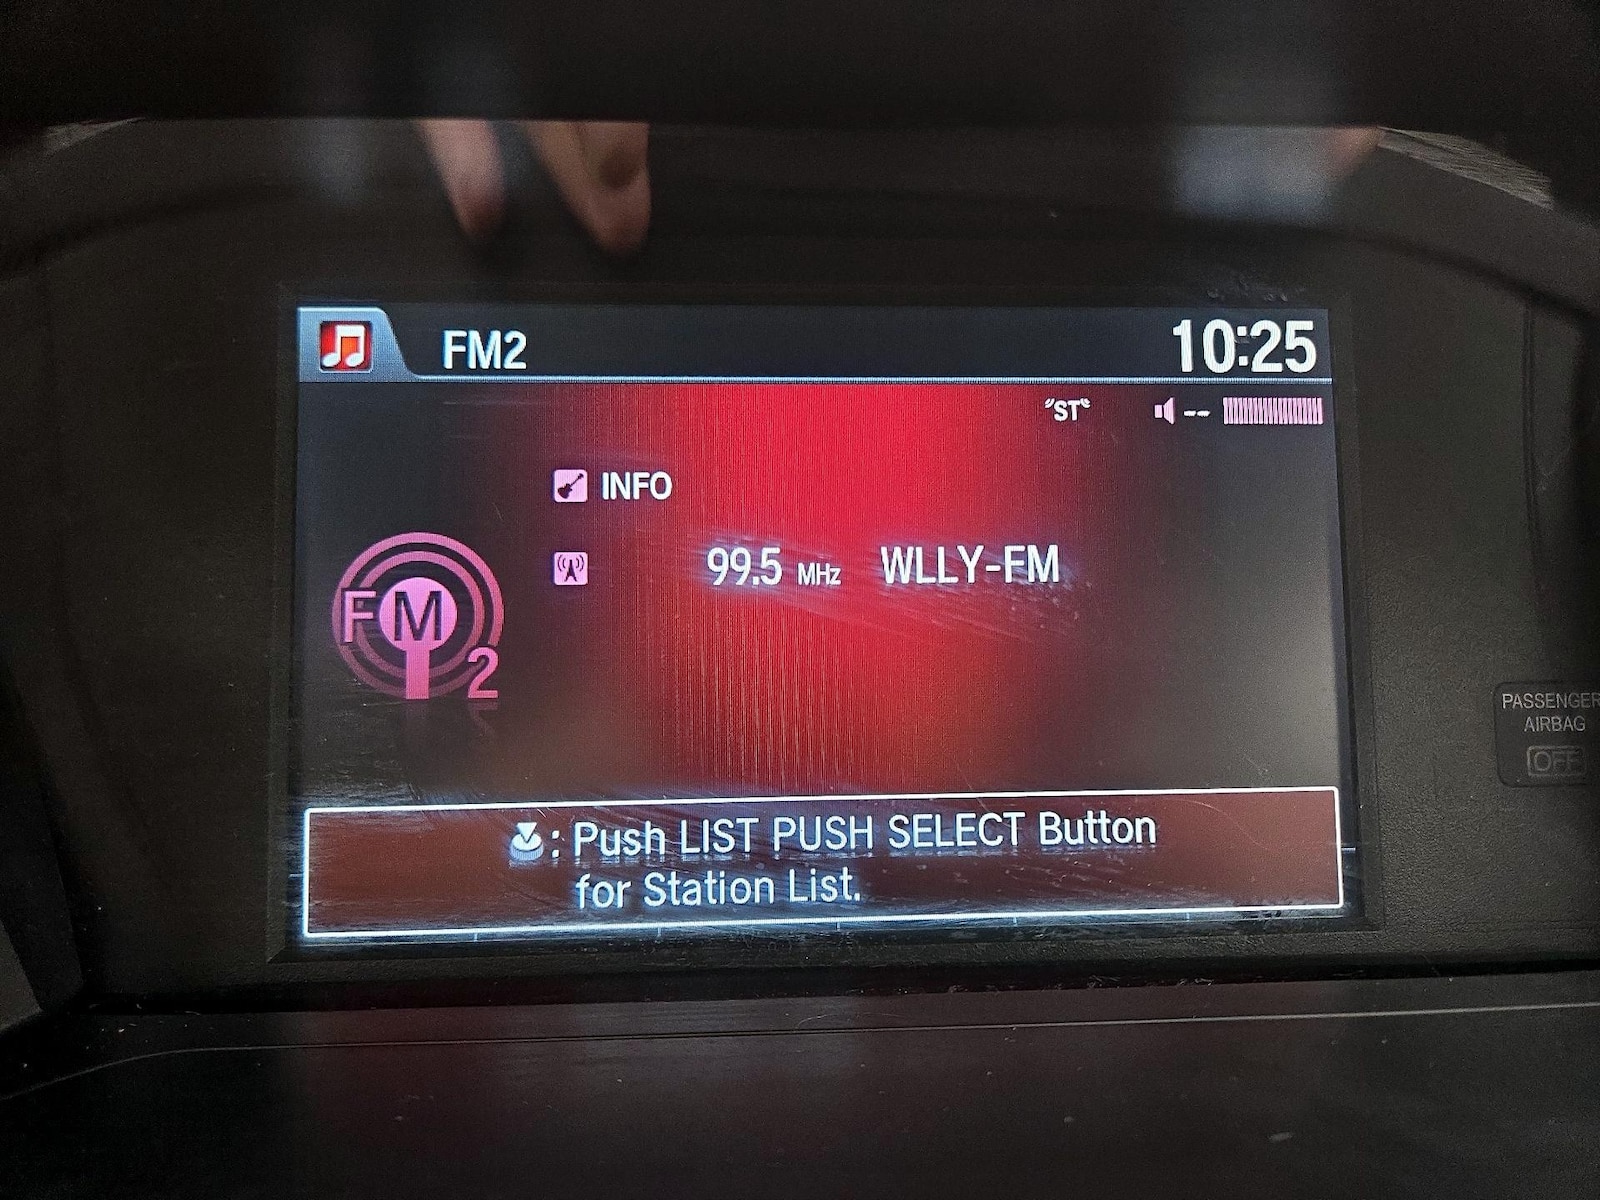 FM2 10:25
"ST" --
INFO
99.5 MHz WLLY-FM
FM
2
: Push LIST PUSH SELECT Button
for Station List.
PASSENGER
AIRBAG
OFF